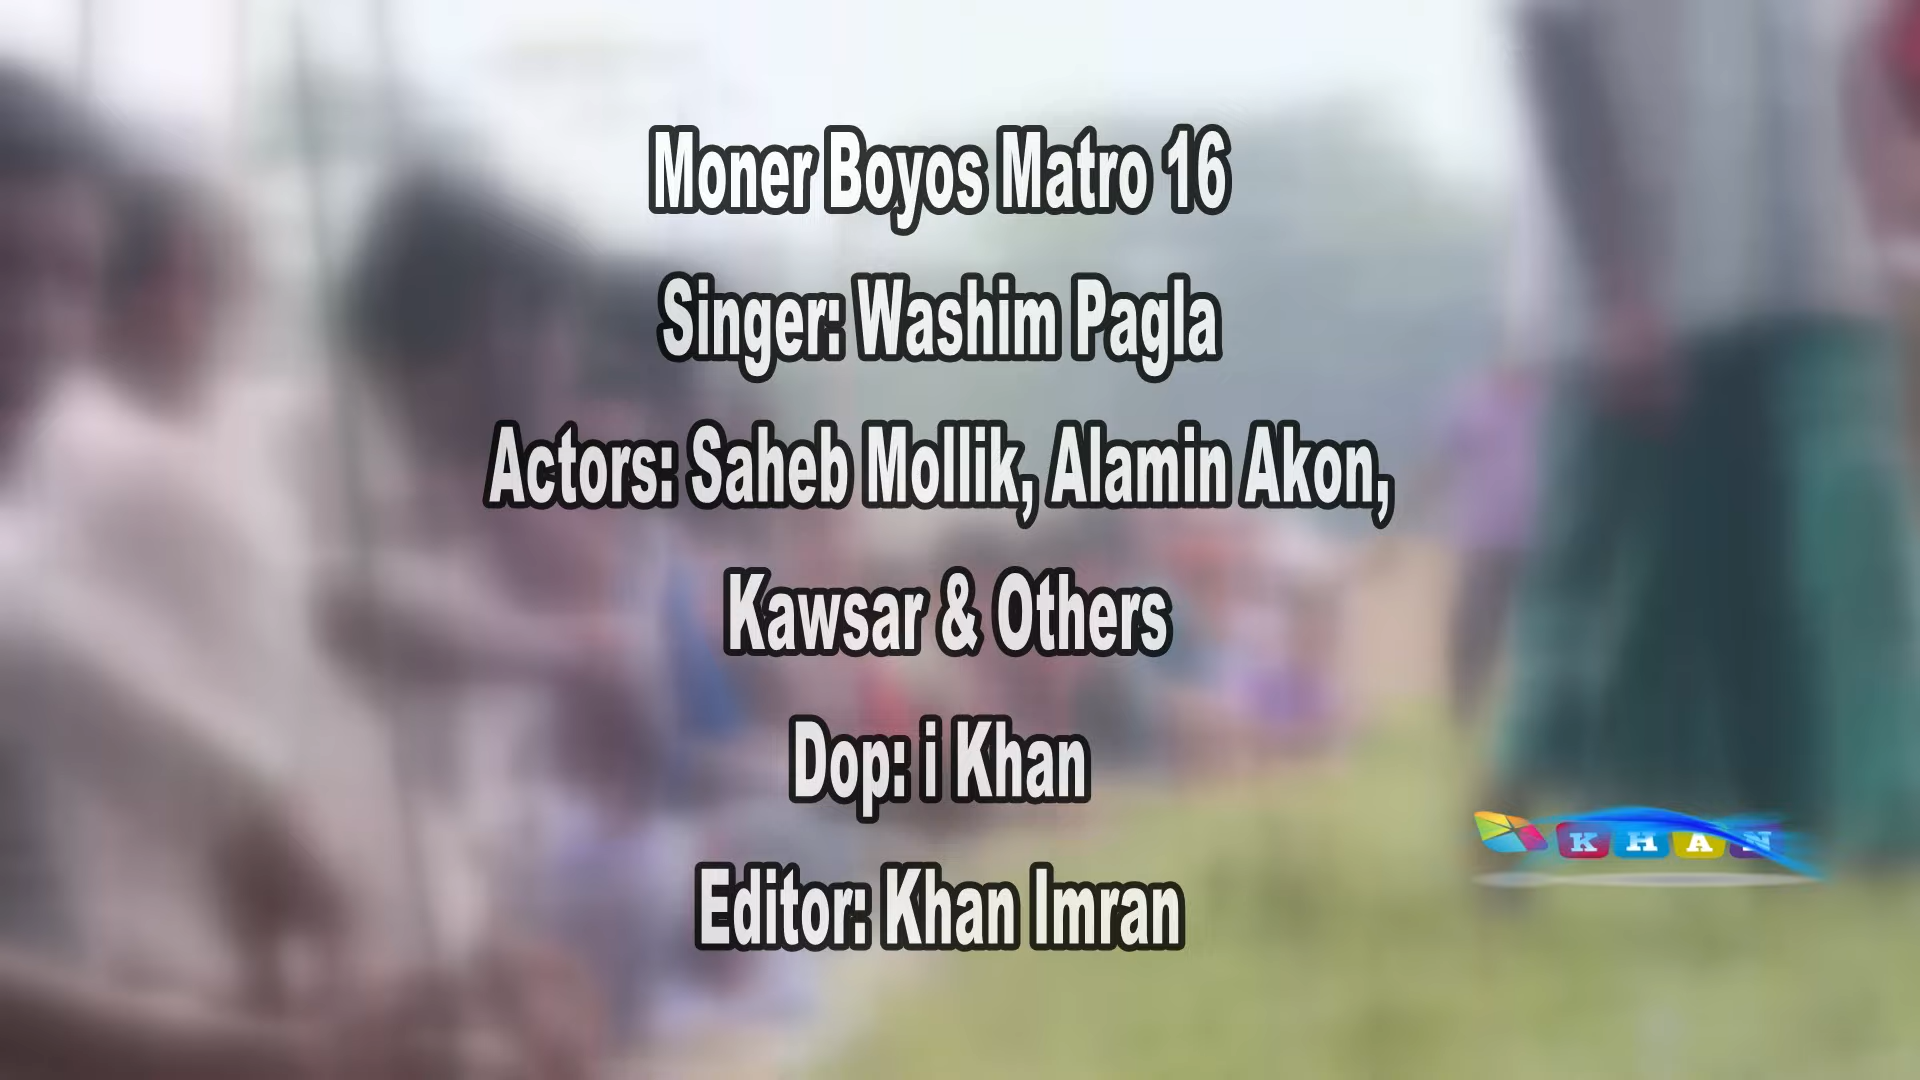 Moner Boyos Matro 16
Singer: Washim Pagla
Actors: Saheb Mollik, Alamin Akon,
Kawsar & Others
Dop: i Khan
Editor: Khan Imran
KHAN